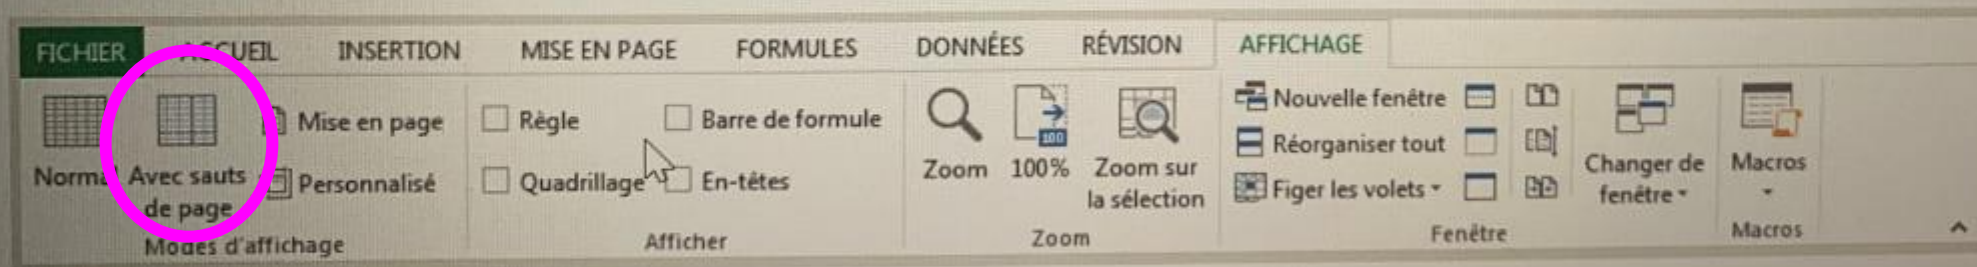 FICHIER ACCUEIL INSERTION MISE EN PAGE FORMULES DONNÉES RÉVISION AFFICHAGE
Normal
Avec sauts
de page
Mise en page
Personnalisé
Modes d'affichage
Règle
Barre de formule
Quadrillage
En-têtes
Afficher
Zoom
100
100%
Zoom sur
la sélection
Zoom
Nouvelle fenêtre
Réorganiser tout
Figer les volets
Changer de
fenêtre
Fenêtre
Macros
Macros